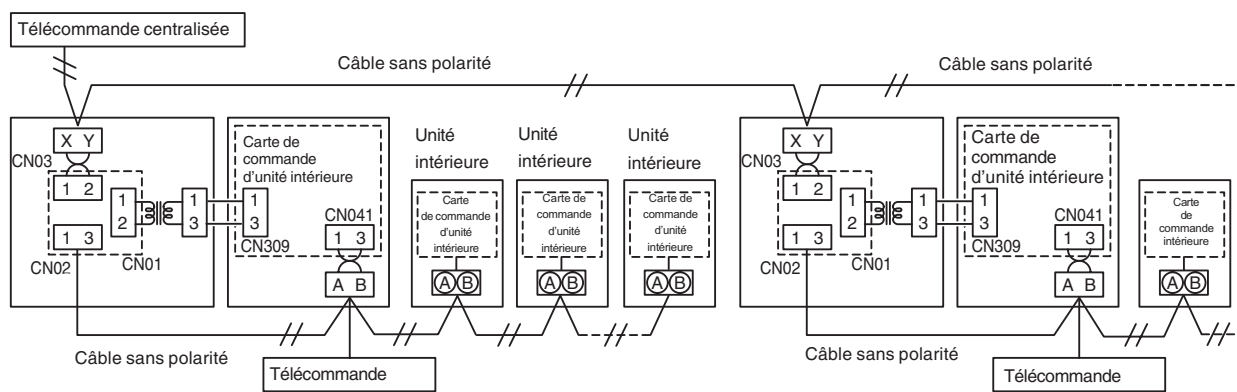 Télécommande centralisée
Câble sans polarité
Câble sans polarité
X Y
CN03
1 2
1
2
1
3
1 3
CN02
CN01
Carte de
commande
d'unité intérieure
1
3
CN309
CN041
1 3
A B
Unité
intérieure
Carte
de commande
d'unité
intérieure
A B
Unité
intérieure
Carte de
commande
d'unité
intérieure
A B
Unité
intérieure
Carte de
commande
d'unité
intérieure
A B
Câble sans polarité
Télécommande
X Y
CN03
1 2
1
2
1
3
1 3
CN02
CN01
Carte de
commande
d'unité intérieure
1
3
CN309
CN041
1 3
A B
Carte
de
commande
intérieure
A B
Câble sans polarité
Télécommande